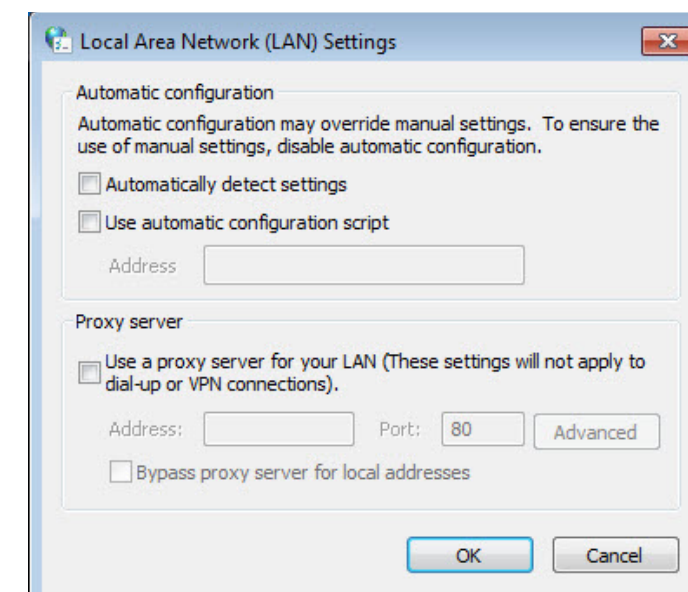 Local Area Network (LAN) Settings
Automatic configuration
Automatic configuration may override manual settings. To ensure the
use of manual settings, disable automatic configuration.
Automatically detect settings
Use automatic configuration script
Address
Proxy server
Use a proxy server for your LAN (These settings will not apply to
dial-up or VPN connections).
Address: Port: 80 Advanced
Bypass proxy server for local addresses
OK Cancel